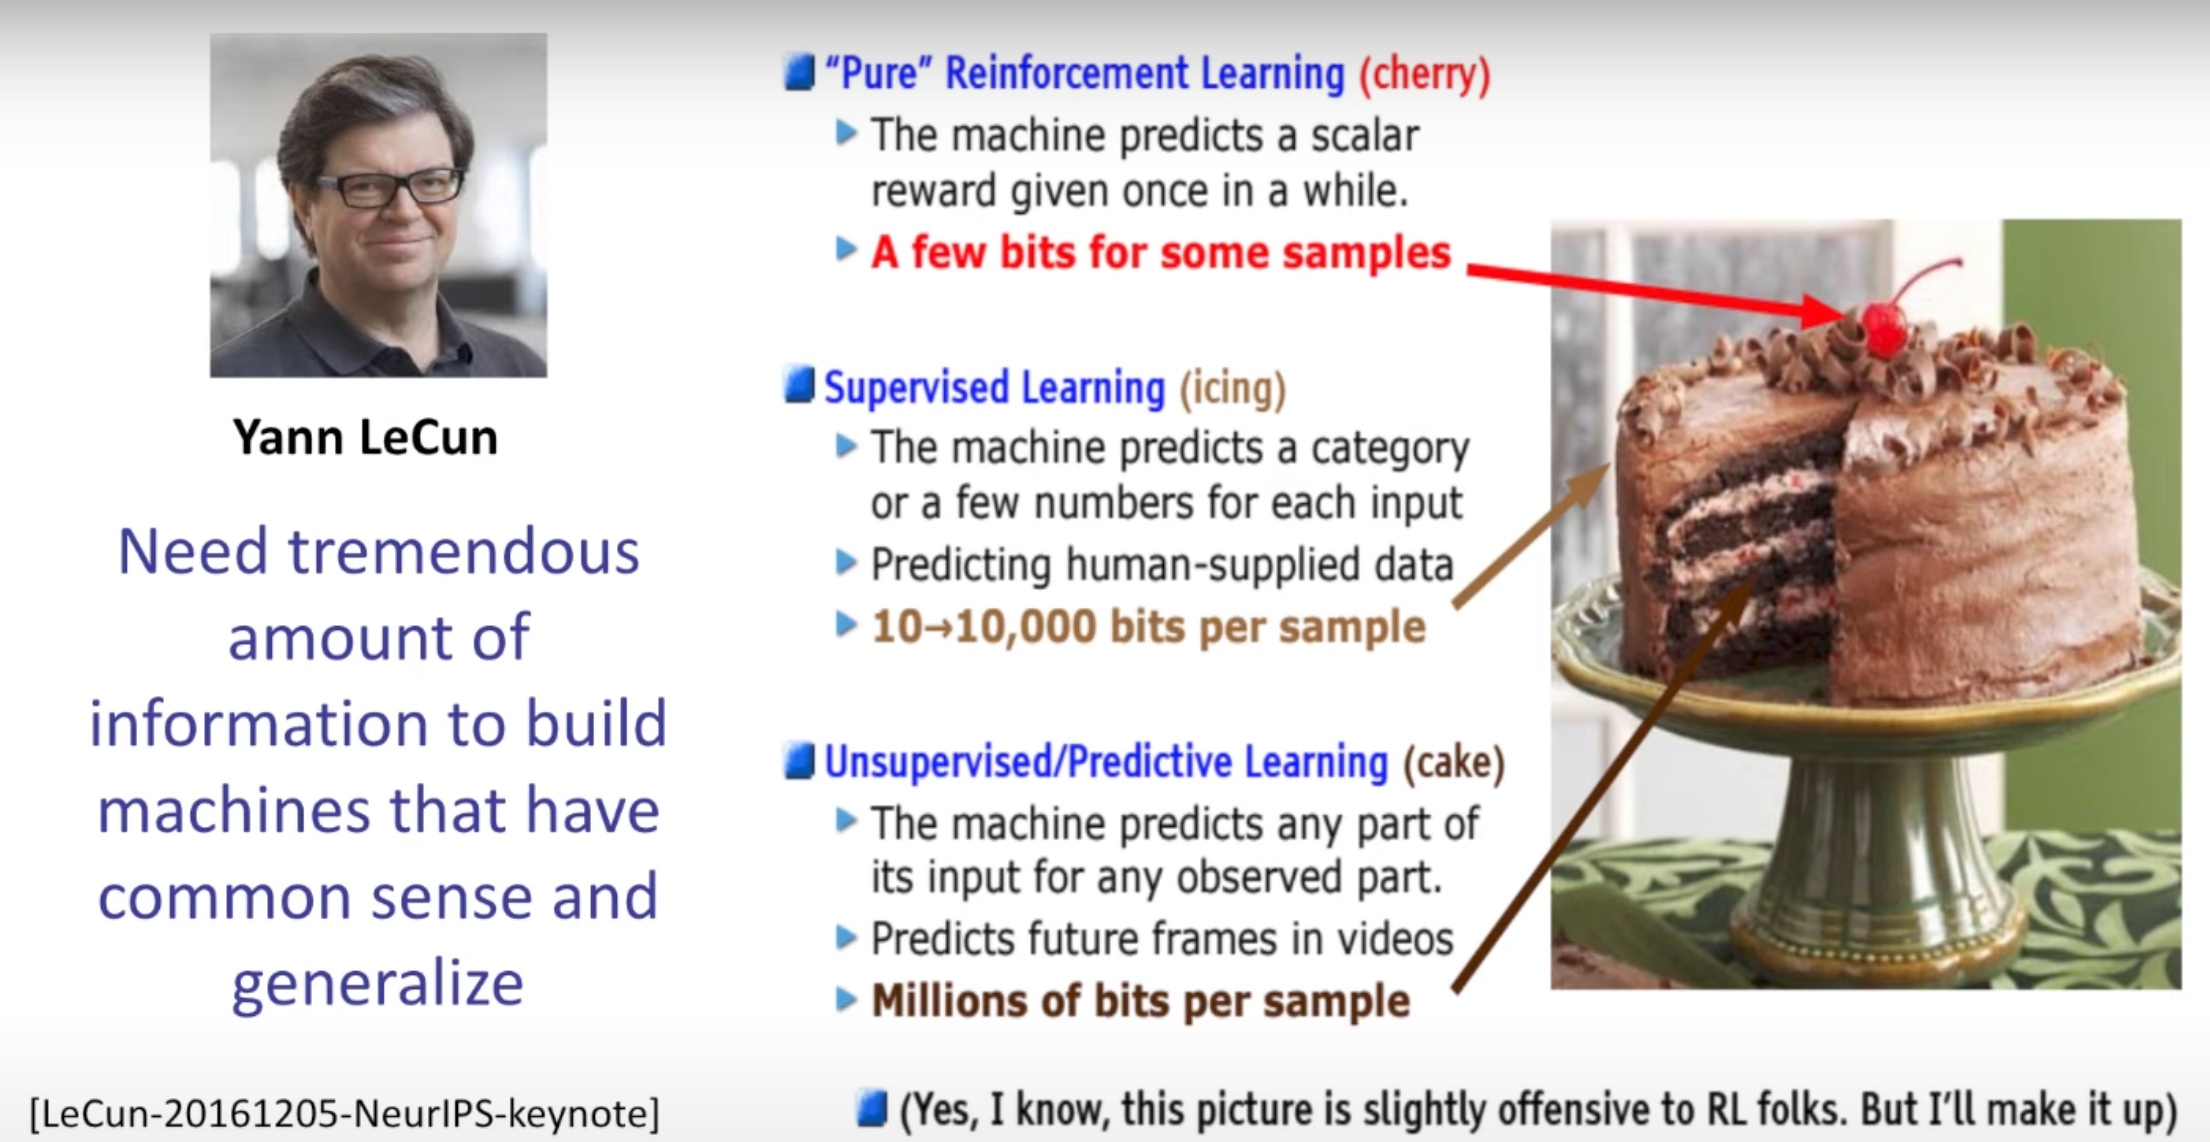 Yann LeCun
Need tremendous
amount of
information to build
machines that have
common sense and
generalize
[LeCun-20161205-NeurIPS-keynote]
“Pure” Reinforcement Learning (cherry)
The machine predicts a scalar
reward given once in a while.
A few bits for some samples
Supervised Learning (icing)
The machine predicts a category
or a few numbers for each input
Predicting human-supplied data
10→10,000 bits per sample
Unsupervised/Predictive Learning (cake)
The machine predicts any part of
its input for any observed part.
Predicts future frames in videos
Millions of bits per sample
(Yes, I know, this picture is slightly offensive to RL folks. But I’ll make it up)